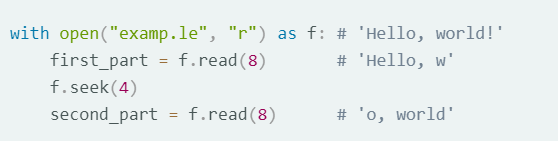 with open("examp.le", "r") as f: # 'Hello, world!'
    first_part = f.read(8)       # 'Hello, w'
    f.seek(4)
    second_part = f.read(8)      # 'o, world'